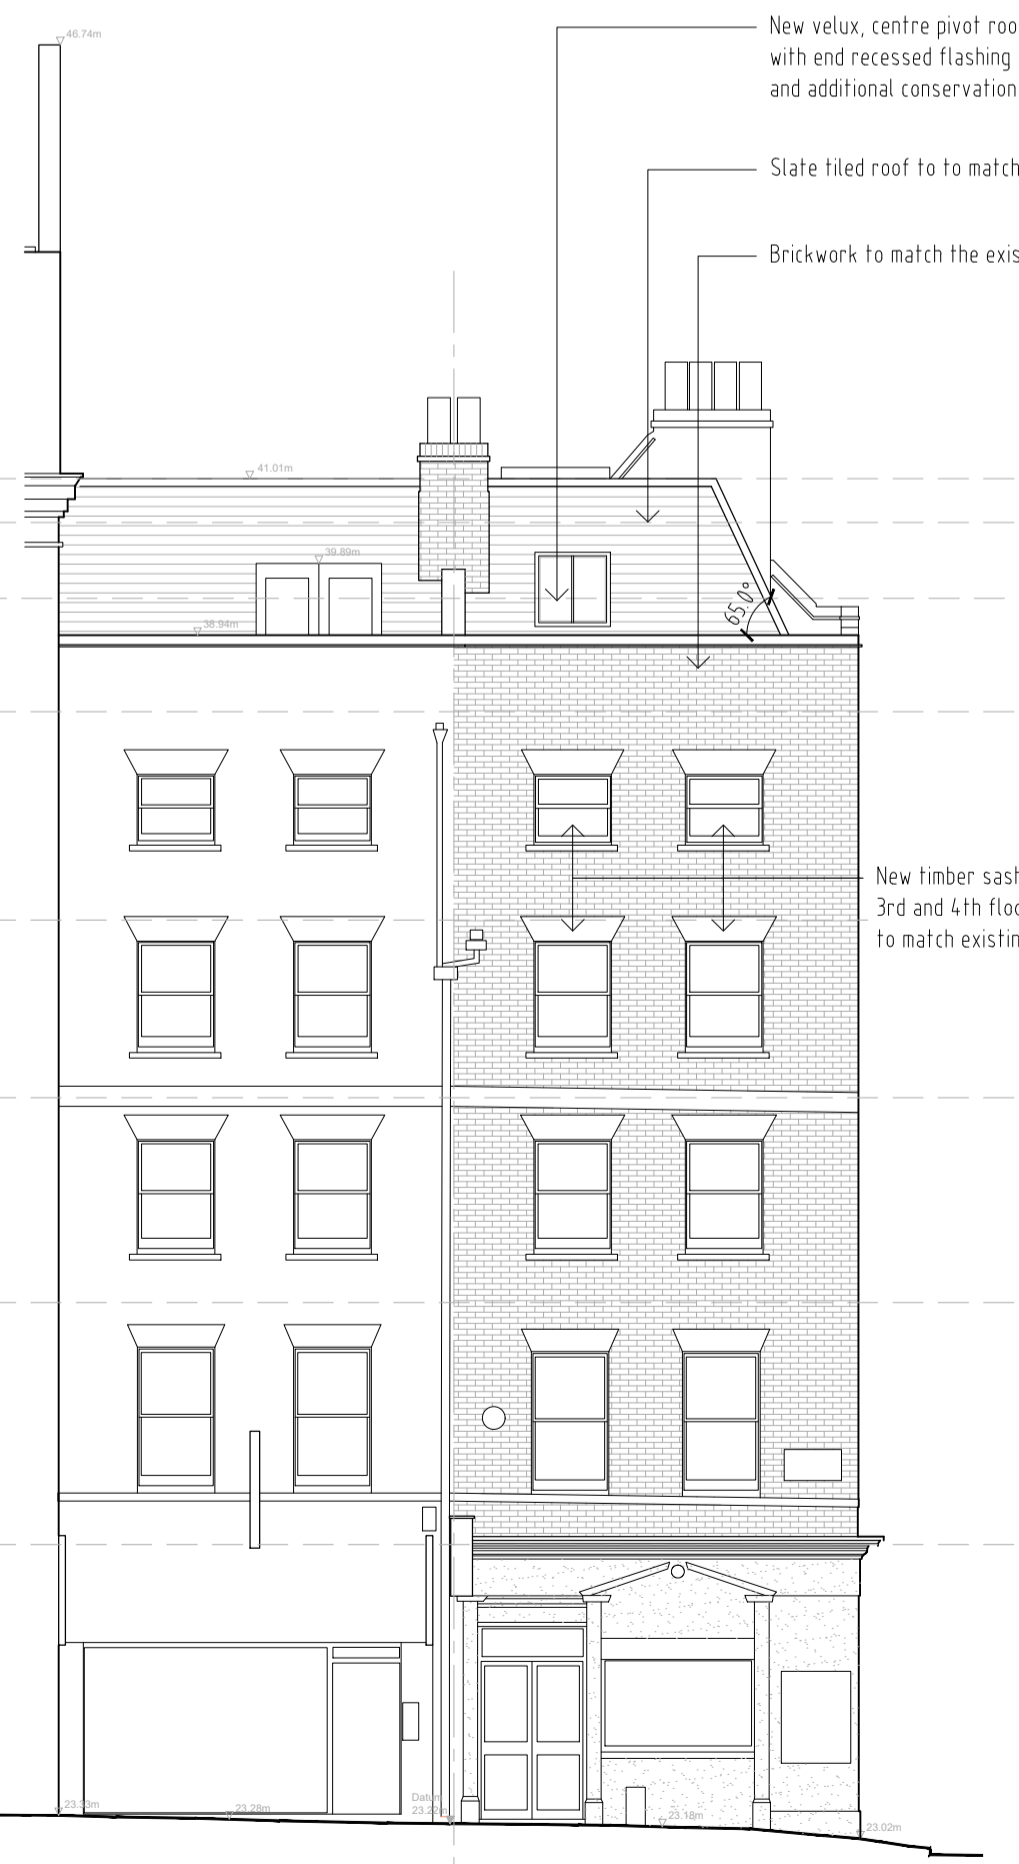 46.74m
New velux, centre pivot roo
with end recessed flashing
and additional conservation
Slate tiled roof to to match
Brickwork to match the exis
41.01m
39.89m
65.0°
38.94m
New timber sash
3rd and 4th floo
to match existin
Datum
23.33m
23.28m
23.22m
23.18m
23.02m